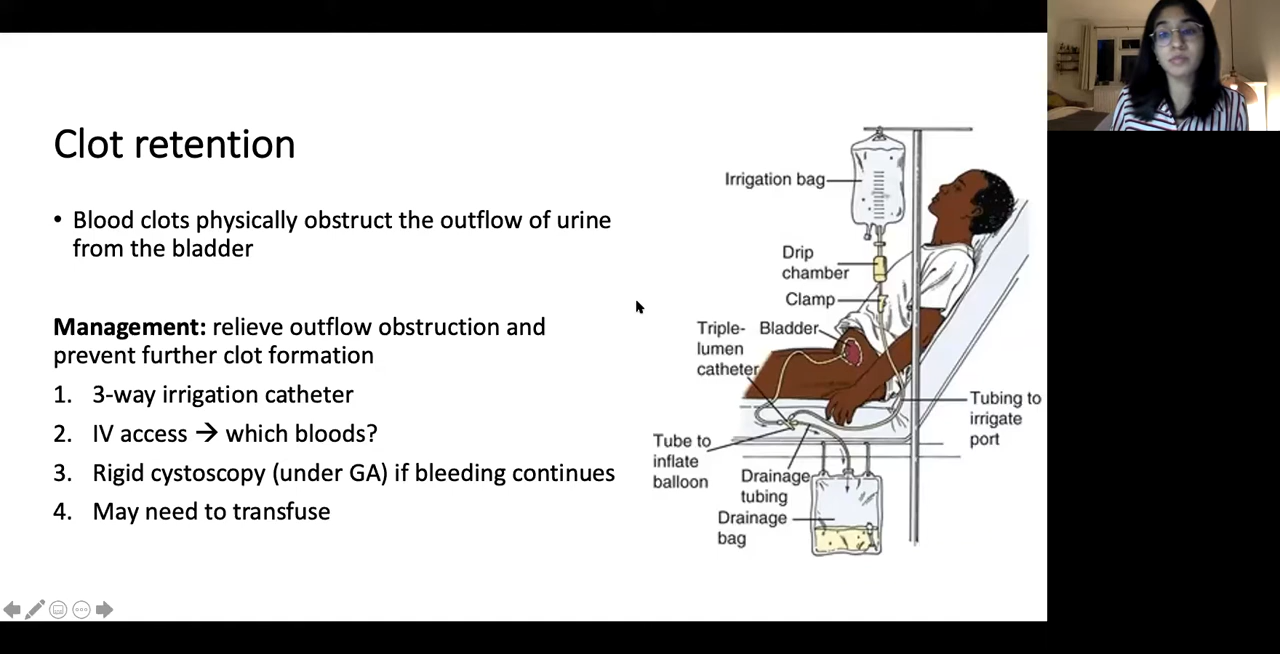 Clot retention
• Blood clots physically obstruct the outflow of urine
from the bladder
Management: relieve outflow obstruction and
prevent further clot formation
1. 3-way irrigation catheter
2. IV access → which bloods?
3. Rigid cystoscopy (under GA) if bleeding continues
4. May need to transfuse
Irrigation bag
Drip
chamber
Clamp
Triple-
lumen
catheter
Bladder
Tubing to
irrigate
port
Tube to
inflate
balloon
Drainage
tubing
Drainage
bag